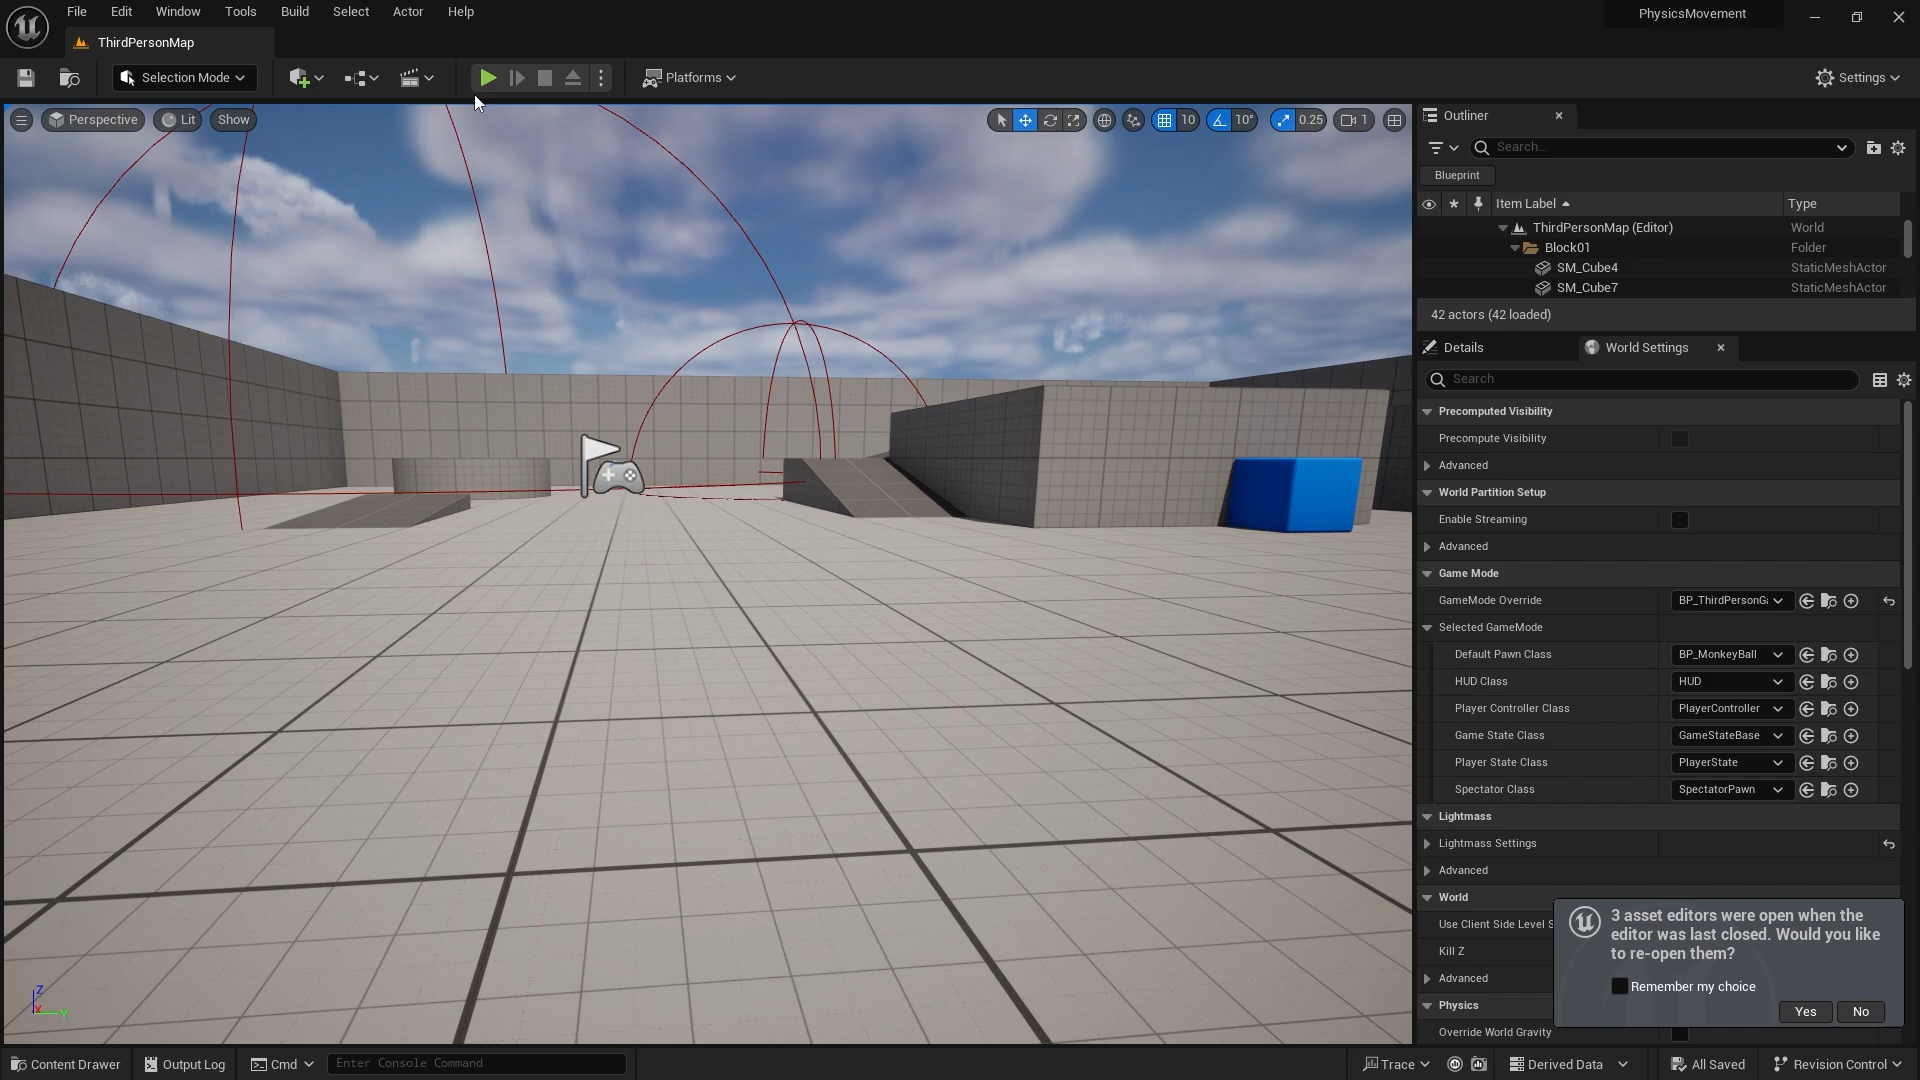 File Edit Window Tools Build Select Actor Help
PhysicsMovement
ThirdPersonMap
Selection Mode
Platforms
Settings
Perspective Lit Show
10 10° 0.25 1
Outliner
Search...
Blueprint
Item Label Type
ThirdPersonMap (Editor) World
Block01 Folder
SM_Cube4 StaticMeshActor
SM_Cube7 StaticMeshActor
42 actors (42 loaded)
Details World Settings
Search
Precomputed Visibility
Precompute Visibility
Advanced
World Partition Setup
Enable Streaming
Advanced
Game Mode
GameMode Override BP_ThirdPersonGa
Selected GameMode
Default Pawn Class BP_MonkeyBall
HUD Class HUD
Player Controller Class PlayerController
Game State Class GameStateBase
Player State Class PlayerState
Spectator Class SpectatorPawn
Lightmass
Lightmass Settings
Advanced
World
Use Client Side Level S
Kill Z
Advanced
Physics
Override World Gravity
3 asset editors were open when the
editor was last closed. Would you like
to re-open them?
Remember my choice
Yes No
Z
X
Y
Content Drawer Output Log Cmd Enter Console Command
Trace Derived Data All Saved Revision Control